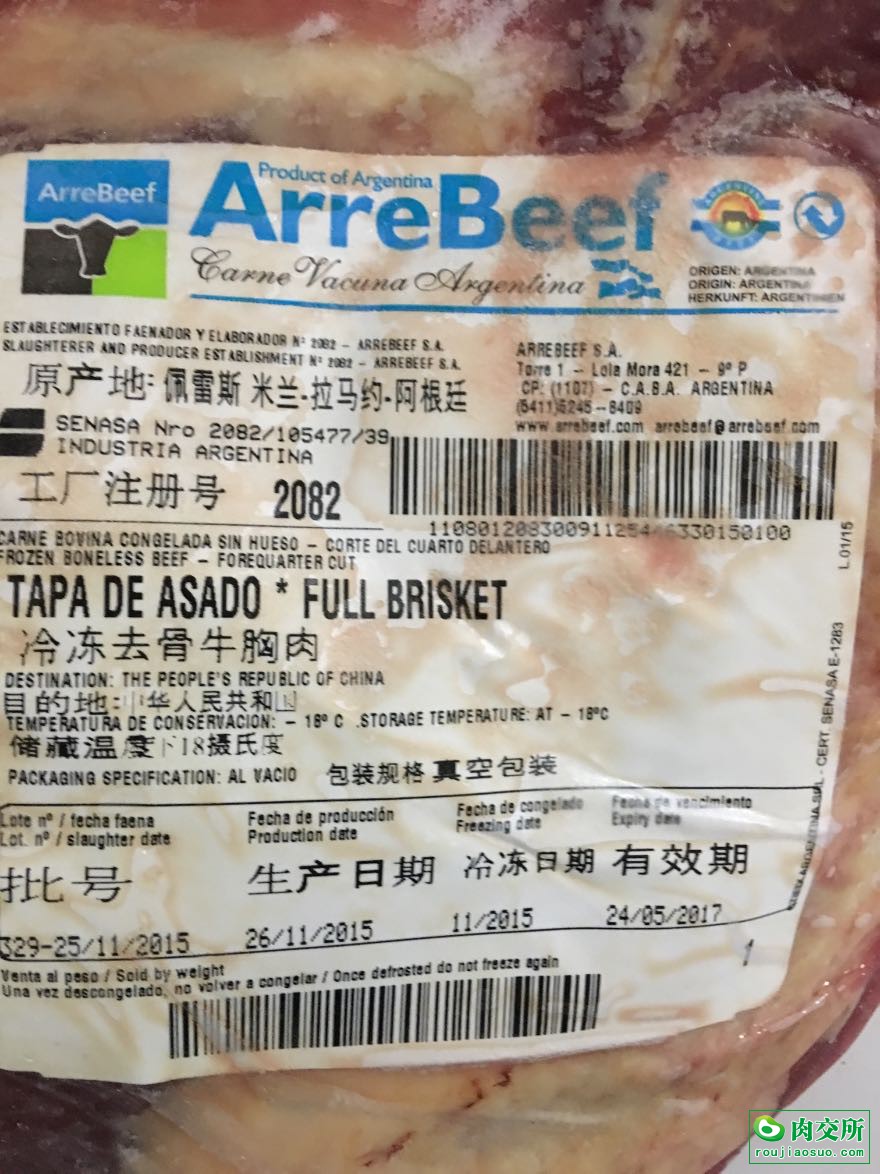 ArreBeef
Product of Argentina
ArreBeef
Carne Vacuna Argentina
ORIGEN: ARGENTINA
ORIGIN: ARGENTINA
HERKUNFT: ARGENTINIEN
ESTABLECIMIENTO FAENADOR Y ELABORADOR Nº 2082 - ARREBEEF S.A.
SLAUGHTERER AND PRODUCER ESTABLISHMENT Nº 2082 - ARREBEEF S.A.
原产地: 佩雷斯 米兰-拉马约-阿根廷
ARREBEEF S.A.
Torre 1 - Lola Mora 421 - 9º P
CP: (1107) - C.A.B.A. ARGENTINA
(5411)5245-8409
www.arrebeef.com arrebeef@arrebeef.com
SENASA Nro 2082/105477/39
INDUSTRIA ARGENTINA
工厂注册号 2082
L.01/15
CARNE BOVINA CONGELADA SIN HUESO - CORTE DEL CUARTO DELANTERO
FROZEN BONELESS BEEF - FOREQUARTER CUT
TAPA DE ASADO * FULL BRISKET
冷冻去骨牛胸肉
DESTINATION: THE PEOPLE'S REPUBLIC OF CHINA
目的地:中华人民共和国
TEMPERATURA DE CONSERVACION: - 18º C .STORAGE TEMPERATURE: AT - 18ºC
储藏温度下18摄氏度
PACKAGING SPECIFICATION: AL VACIO 包装规格 真空包装
CERT. SENASA E-1283
Lote nº / fecha faena
Lot. nº / slaughter date
批号
329-25/11/2015
Fecha de producción
Production date
生产日期
26/11/2015
Fecha de congelado
Freezing date
冷冻日期
11/2015
Fecha de vencimiento
Expiry date
有效期
24/05/2017
1
Venta al peso / Sold by weight
Una vez descongelado, no volver a congelar / Once defrosted do not freeze again
肉交所
roujiaosuo.com